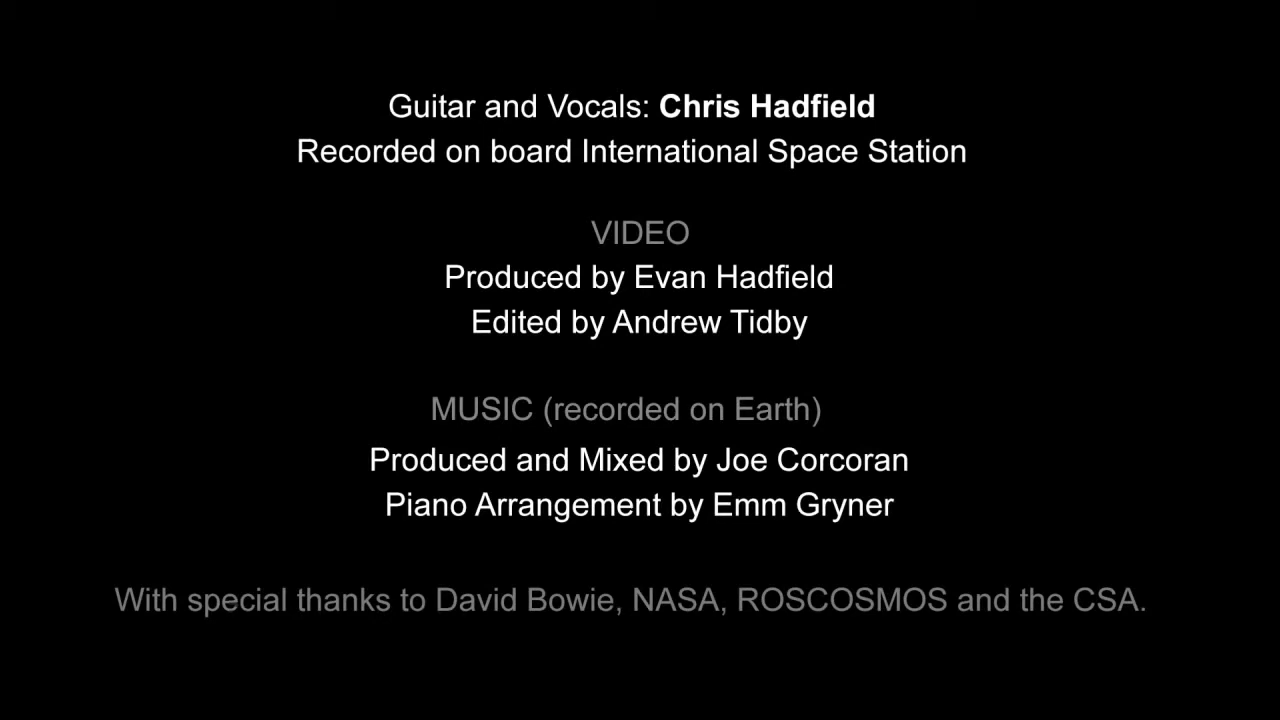 Guitar and Vocals: Chris Hadfield
Recorded on board International Space Station
VIDEO
Produced by Evan Hadfield
Edited by Andrew Tidby
MUSIC (recorded on Earth)
Produced and Mixed by Joe Corcoran
Piano Arrangement by Emm Gryner
With special thanks to David Bowie, NASA, ROSCOSMOS and the CSA.